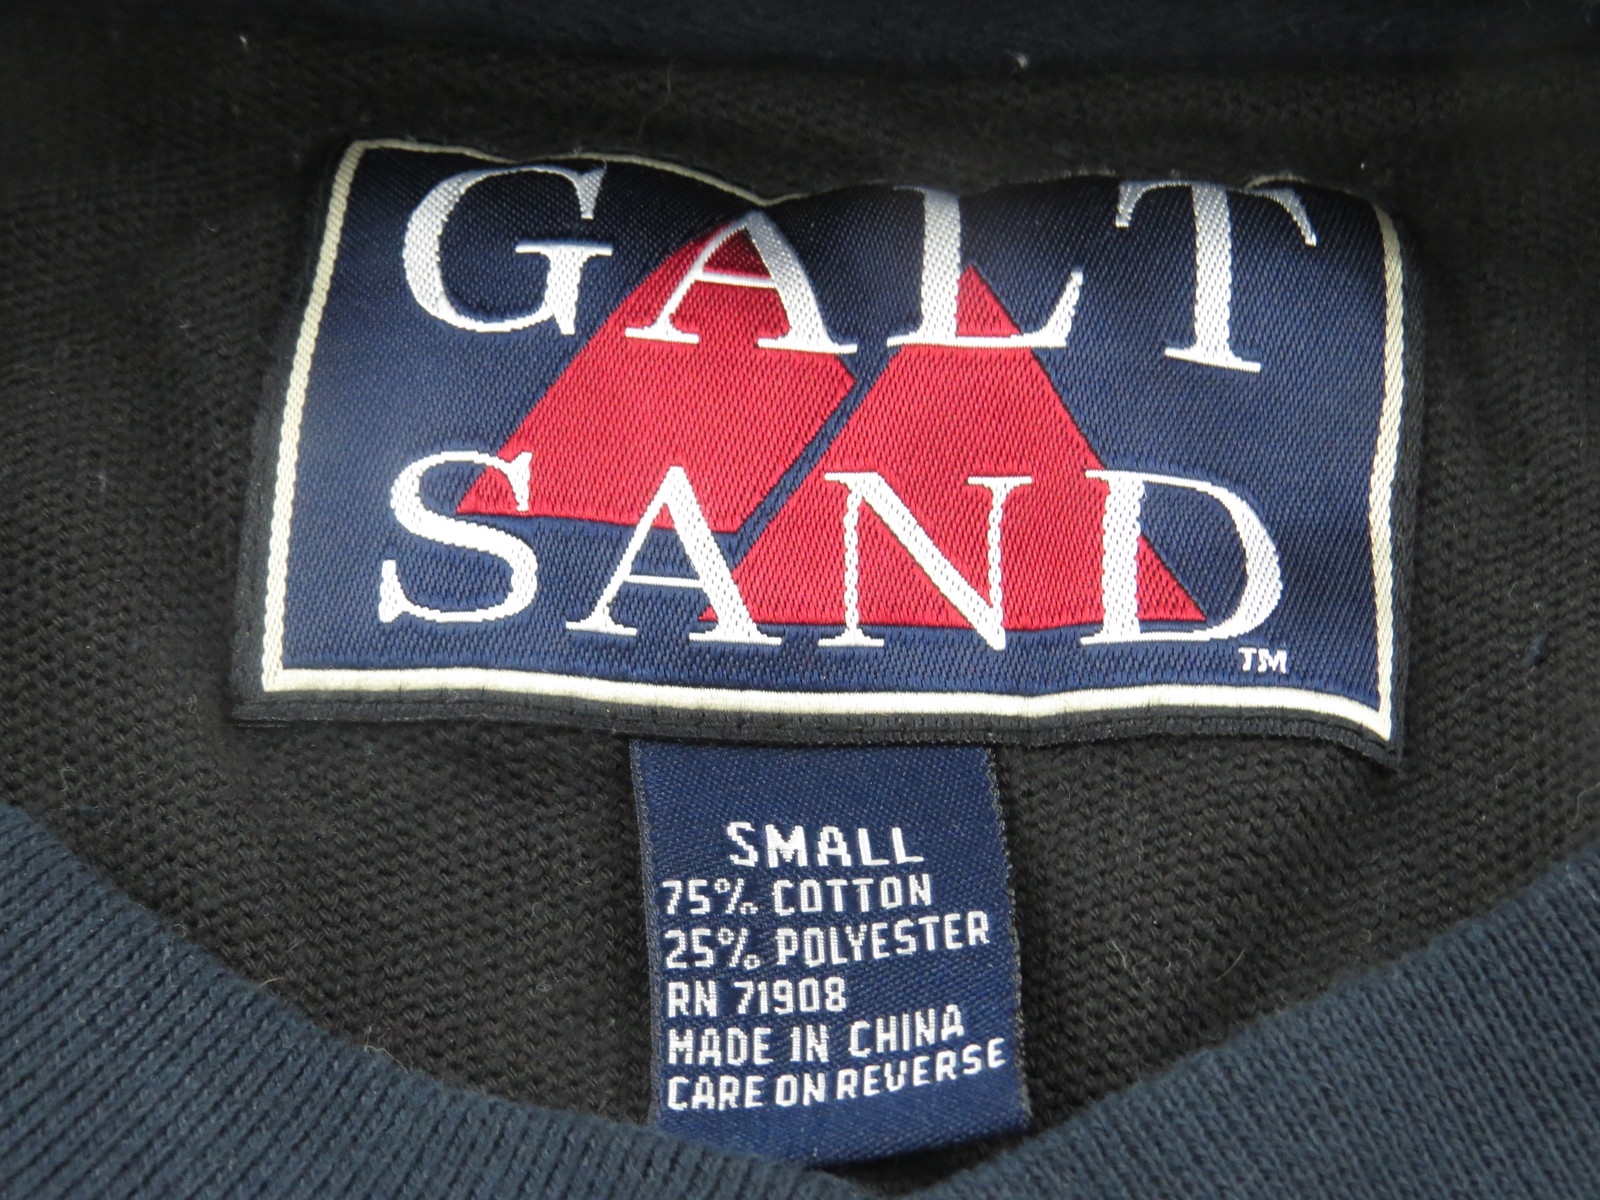 GALT
SAND
TM
SMALL
75% COTTON
25% POLYESTER
RN 71908
MADE IN CHINA
CARE ON REVERSE